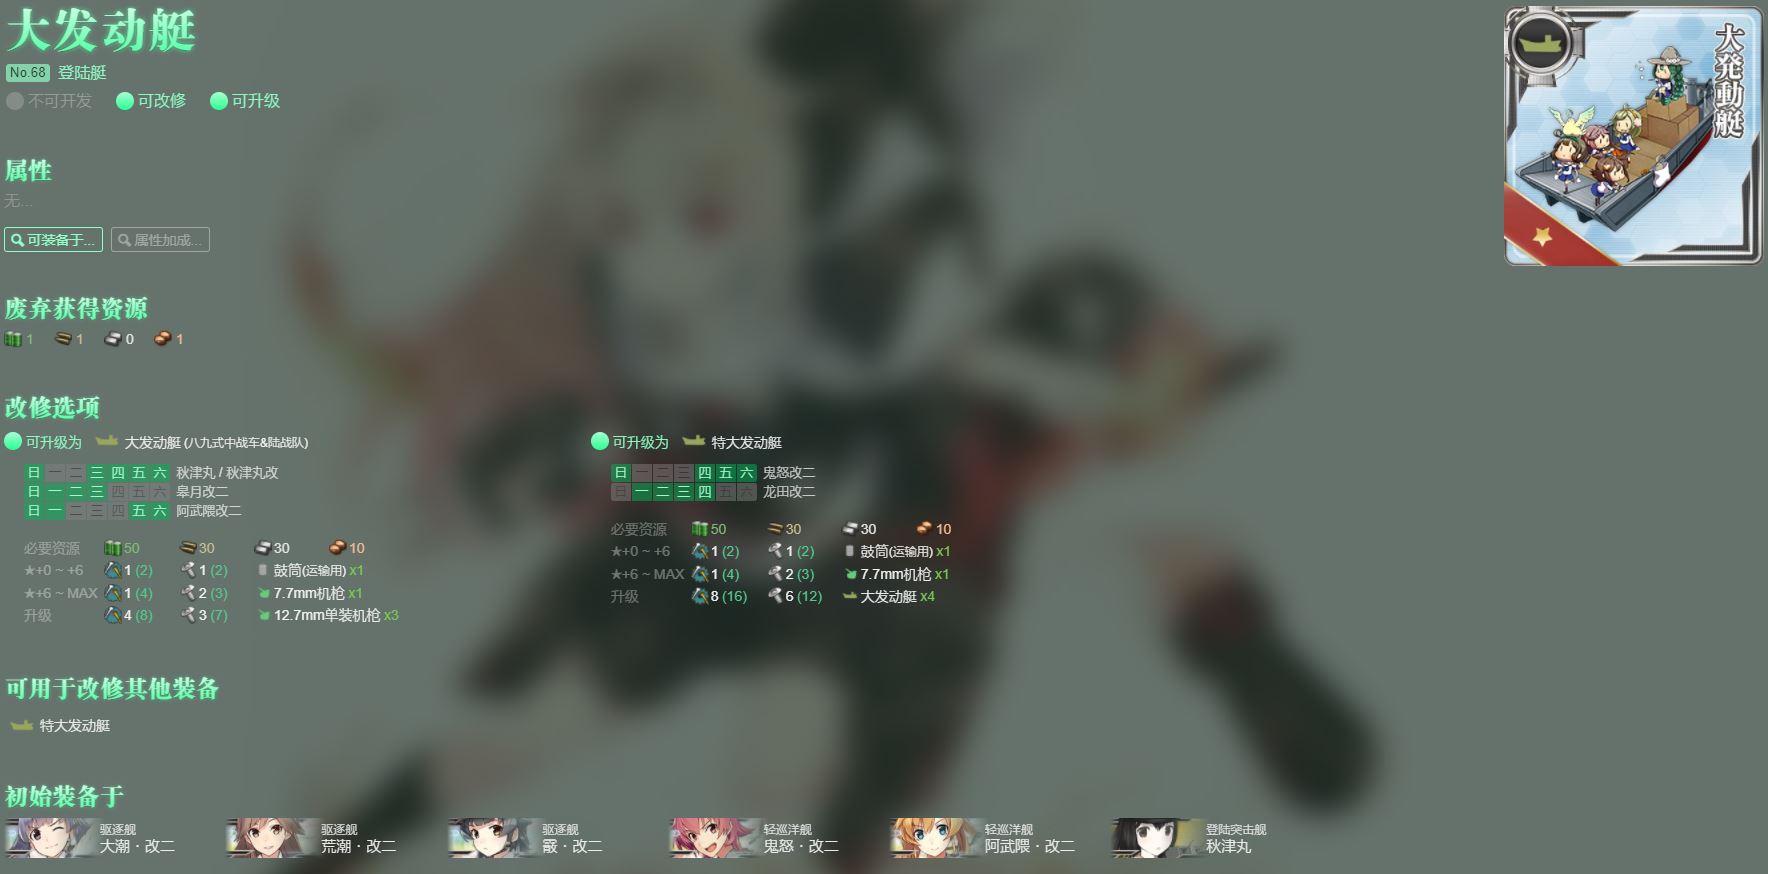 大发动艇
No.68 登陆艇
不可开发 可改修 可升级
大発動艇
属性
无...
可装备于... 属性加成...
废弃获得资源
1 1 0 1
改修选项
可升级为 大发动艇 (八九式中战车&陆战队)
日 一 二 三 四 五 六 秋津丸 / 秋津丸改
日 一 二 三 四 五 六 皋月改二
日 一 二 三 四 五 六 阿武隈改二
必要资源 50 30 30 10
★+0 ~ +6 1 (2) 1 (2) 鼓筒(运输用) x1
★+6 ~ MAX 1 (4) 2 (3) 7.7mm机枪 x1
升级 4 (8) 3 (7) 12.7mm单装机枪 x3
可升级为 特大发动艇
日 一 二 三 四 五 六 鬼怒改二
日 一 二 三 四 五 六 龙田改二
必要资源 50 30 30 10
★+0 ~ +6 1 (2) 1 (2) 鼓筒(运输用) x1
★+6 ~ MAX 1 (4) 2 (3) 7.7mm机枪 x1
升级 8 (16) 6 (12) 大发动艇 x4
可用于改修其他装备
特大发动艇
初始装备于
驱逐舰
大潮・改二
驱逐舰
荒潮・改二
驱逐舰
霰・改二
轻巡洋舰
鬼怒・改二
轻巡洋舰
阿武隈・改二
登陆突击舰
秋津丸